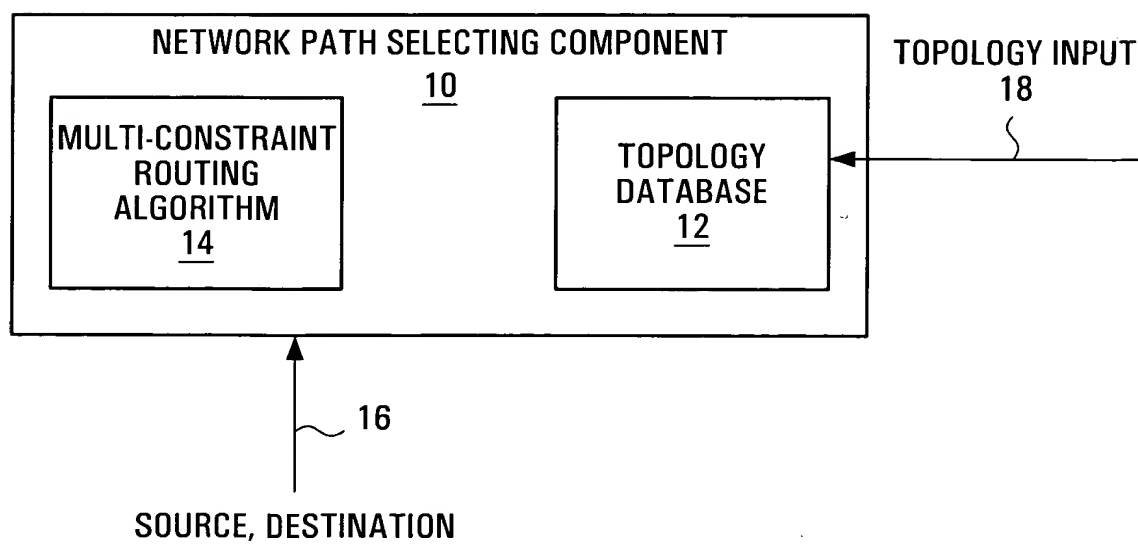 NETWORK PATH SELECTING COMPONENT
10
TOPOLOGY INPUT
18
MULTI-CONSTRAINT
ROUTING
ALGORITHM
14
TOPOLOGY
DATABASE
12
16
SOURCE, DESTINATION